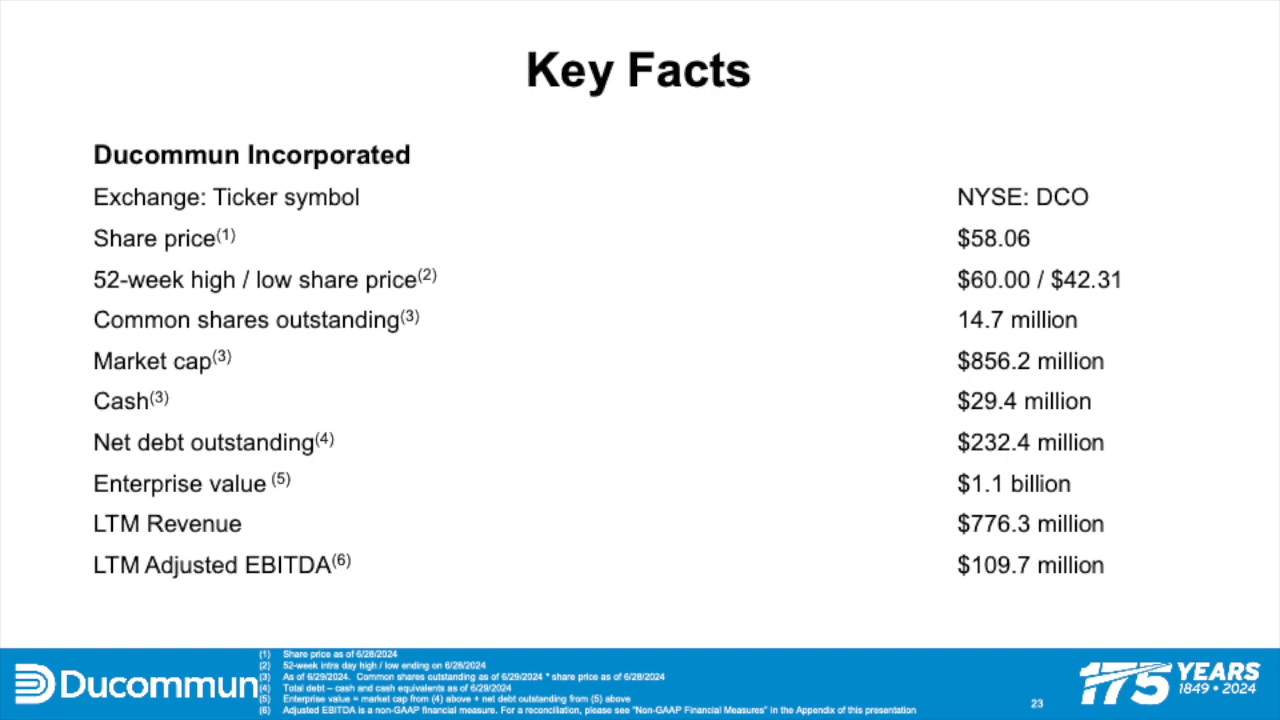 Key Facts
Ducommun Incorporated
Exchange: Ticker symbol NYSE: DCO
Share price(1) $58.06
52-week high / low share price(2) $60.00 / $42.31
Common shares outstanding(3) 14.7 million
Market cap(3) $856.2 million
Cash(3) $29.4 million
Net debt outstanding(4) $232.4 million
Enterprise value (5) $1.1 billion
LTM Revenue $776.3 million
LTM Adjusted EBITDA(6) $109.7 million
(1) Share price as of 6/28/2024
(2) 52-week intra day high / low ending on 6/28/2024
(3) As of 6/29/2024. Common shares outstanding as of 6/29/2024 * share price as of 6/28/2024
(4) Total debt – cash and cash equivalents as of 6/29/2024
(5) Enterprise value = market cap from (4) above + net debt outstanding from (5) above
(6) Adjusted EBITDA is a non-GAAP financial measure. For a reconciliation, please see "Non-GAAP Financial Measures" in the Appendix of this presentation
Ducommun
23
175 YEARS
1849 • 2024